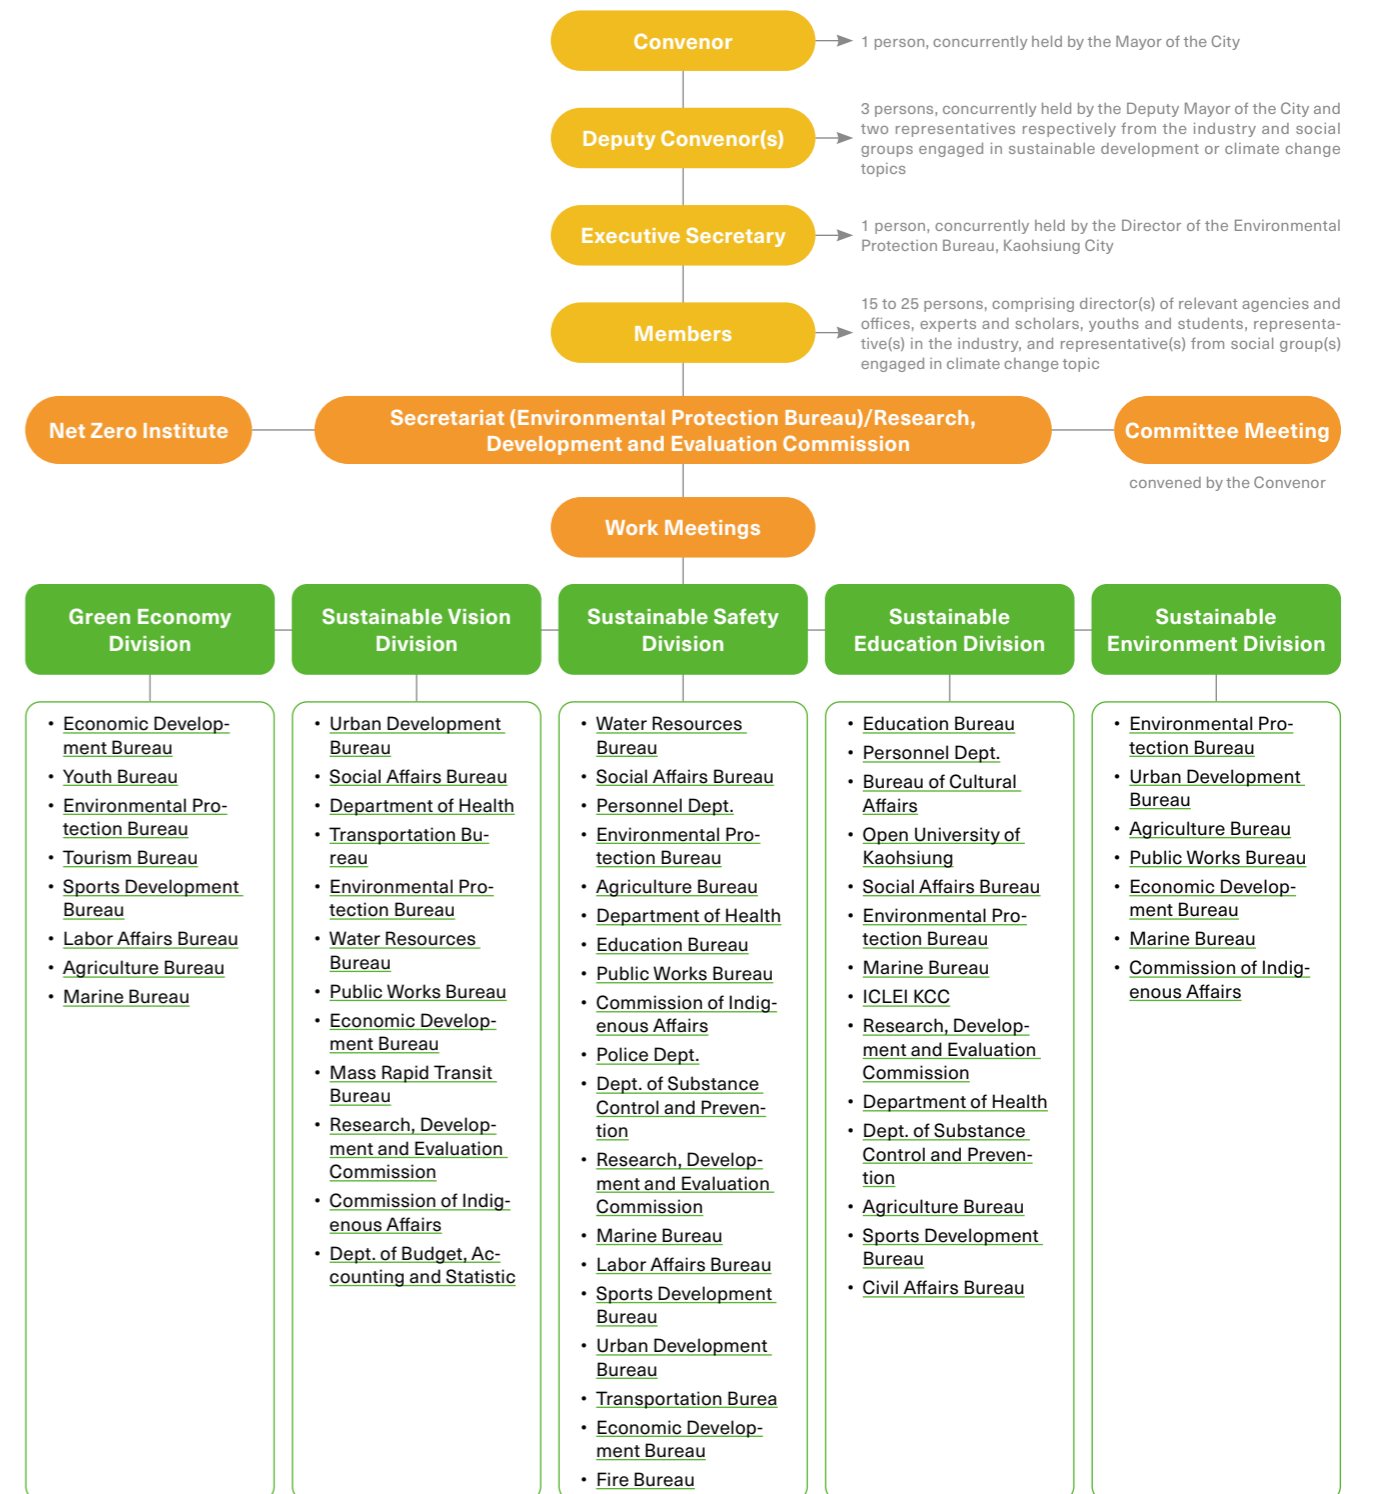 Convenor
1 person, concurrently held by the Mayor of the City
Deputy Convenor(s)
3 persons, concurrently held by the Deputy Mayor of the City and
two representatives respectively from the industry and social
groups engaged in sustainable development or climate change
topics
Executive Secretary
1 person, concurrently held by the Director of the Environmental
Protection Bureau, Kaohsiung City
Members
15 to 25 persons, comprising director(s) of relevant agencies and
offices, experts and scholars, youths and students, representa-
tive(s) in the industry, and representative(s) from social group(s)
engaged in climate change topic
Net Zero Institute
Secretariat (Environmental Protection Bureau)/Research,
Development and Evaluation Commission
Committee Meeting
convened by the Convenor
Work Meetings
Green Economy
Division
• Economic Develop-
ment Bureau
• Youth Bureau
• Environmental Pro-
tection Bureau
• Tourism Bureau
• Sports Development
Bureau
• Labor Affairs Bureau
• Agriculture Bureau
• Marine Bureau
Sustainable Vision
Division
• Urban Development
Bureau
• Social Affairs Bureau
• Department of Health
• Transportation Bu-
reau
• Environmental Pro-
tection Bureau
• Water Resources
Bureau
• Public Works Bureau
• Economic Develop-
ment Bureau
• Mass Rapid Transit
Bureau
• Research, Develop-
ment and Evaluation
Commission
• Commission of Indig-
enous Affairs
• Dept. of Budget, Ac-
counting and Statistic
Sustainable Safety
Division
• Water Resources
Bureau
• Social Affairs Bureau
• Personnel Dept.
• Environmental Pro-
tection Bureau
• Agriculture Bureau
• Department of Health
• Education Bureau
• Public Works Bureau
• Commission of Indig-
enous Affairs
• Police Dept.
• Dept. of Substance
Control and Preven-
tion
• Research, Develop-
ment and Evaluation
Commission
• Marine Bureau
• Labor Affairs Bureau
• Sports Development
Bureau
• Urban Development
Bureau
• Transportation Burea
• Economic Develop-
ment Bureau
• Fire Bureau
Sustainable
Education Division
• Education Bureau
• Personnel Dept.
• Bureau of Cultural
Affairs
• Open University of
Kaohsiung
• Social Affairs Bureau
• Environmental Pro-
tection Bureau
• Marine Bureau
• ICLEI KCC
• Research, Develop-
ment and Evaluation
Commission
• Department of Health
• Dept. of Substance
Control and Preven-
tion
• Agriculture Bureau
• Sports Development
Bureau
• Civil Affairs Bureau
Sustainable
Environment Division
• Environmental Pro-
tection Bureau
• Urban Development
Bureau
• Agriculture Bureau
• Public Works Bureau
• Economic Develop-
ment Bureau
• Marine Bureau
• Commission of Indig-
enous Affairs